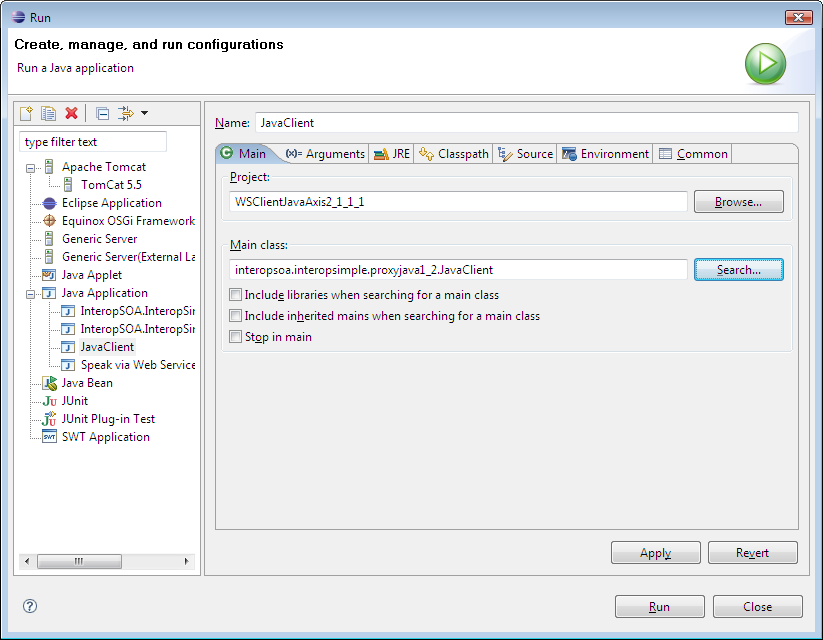 Run
Create, manage, and run configurations
Run a Java application
type filter text
Apache Tomcat
TomCat 5.5
Eclipse Application
Equinox OSGi Framework
Generic Server
Generic Server(External La
Java Applet
Java Application
InteropSOA.InteropSir
InteropSOA.InteropSir
JavaClient
Speak via Web Service
Java Bean
JUnit
JUnit Plug-in Test
SWT Application
Name: JavaClient
Main (x)= Arguments JRE Classpath Source Environment Common
Project:
WSClientJavaAxis2_1_1_1 Browse...
Main class:
interopsoa.interopsimple.proxyjava1_2.JavaClient Search...
Include libraries when searching for a main class
Include inherited mains when searching for a main class
Stop in main
Apply Revert
Run Close